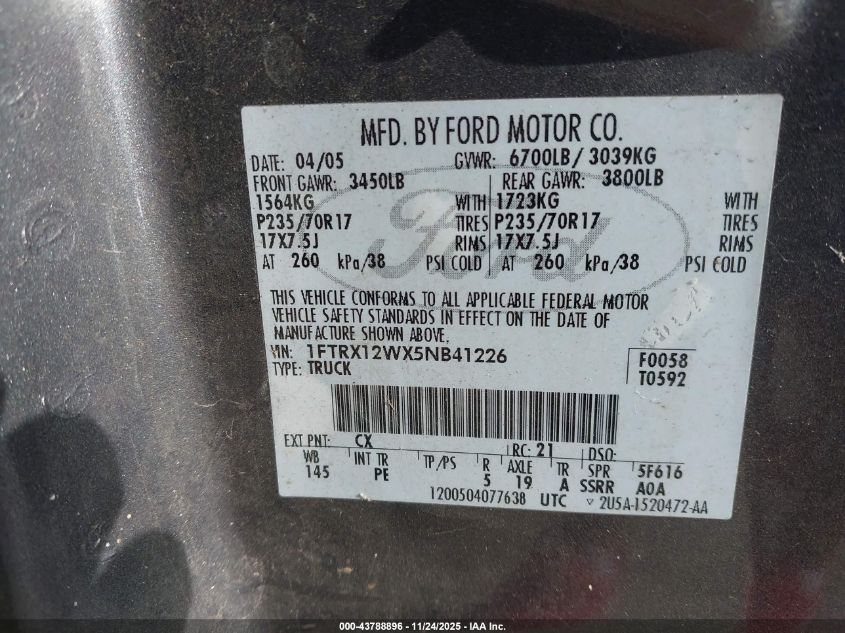 MFD. BY FORD MOTOR CO.
DATE: 04/05 GVWR: 6700LB/ 3039KG
FRONT GAWR: 3450LB REAR GAWR: 3800LB
1564KG WITH 1723KG WITH
P235/70R17 TIRES P235/70R17 TIRES
17X7.5J RIMS 17X7.5J RIMS
AT 260 kPa/38 PSI COLD AT 260 kPa/38 PSI COLD
Ford
THIS VEHICLE CONFORMS TO ALL APPLICABLE FEDERAL MOTOR
VEHICLE SAFETY STANDARDS IN EFFECT ON THE DATE OF
MANUFACTURE SHOWN ABOVE.
VIN: 1FTRX12WX5NB41226 F0058
TYPE: TRUCK T0592
EXT PNT: CX RC: 21 DSO:
WB INT TR TP/PS R AXLE TR SPR 5F616
145 PE 5 19 A SSRR A0A
1200504077638 UTC ▽ 2U5A-1520472-AA
000-43788896 - 11/24/2025 - IAA Inc.